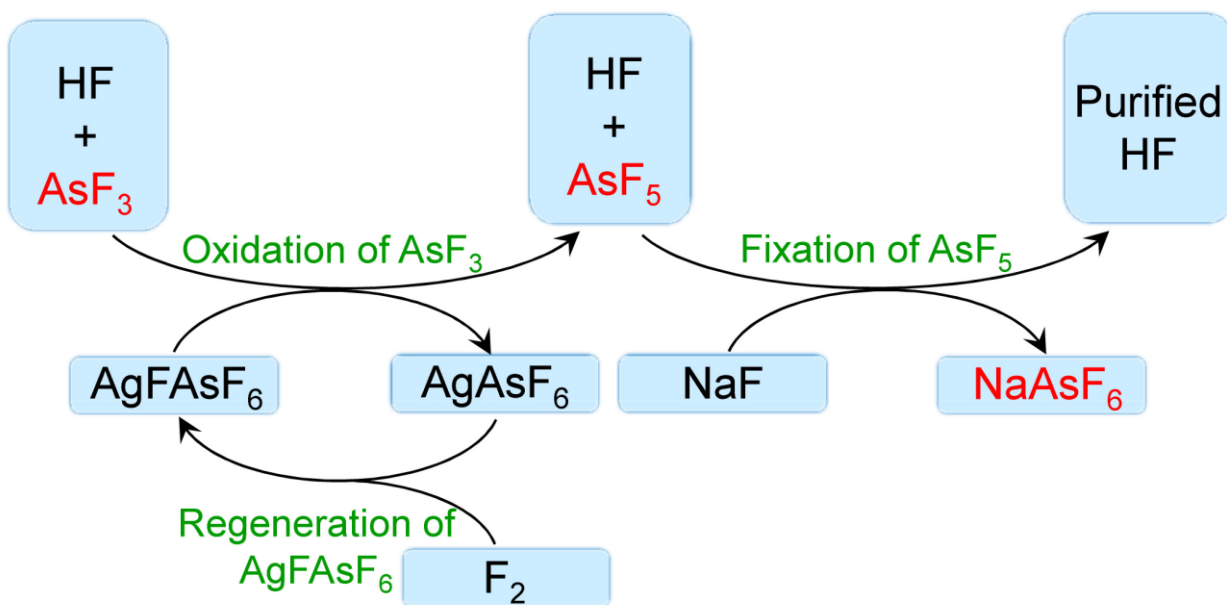 HF
+
AsF₃
HF
+
AsF₅
Purified
HF
Oxidation of AsF₃
Fixation of AsF₅
AgFAsF₆
AgAsF₆
NaF
NaAsF₆
Regeneration of
AgFAsF₆
F₂